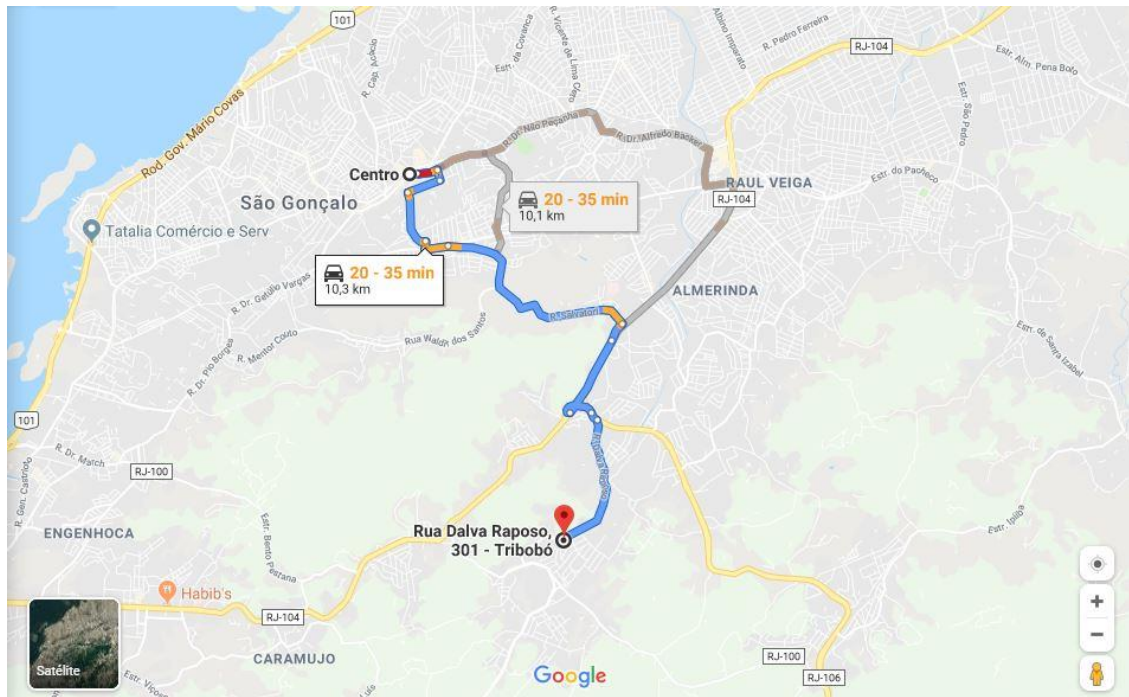 101
Rod. Gov. Mário Covas
R. Cap. Acácio
Estr. da Covanca
R. Vicente de Lima Cleto
Albino Imparato
R. Pedro Ferreira
RJ-104
Estr. Alm. Pena Boto
Estr. São Pedro
R. Dr. Nilo Peçanha
R. Dr. Alfredo Backer
Centro
São Gonçalo
20 - 35 min
10,1 km
RAUL VEIGA
RJ-104
Estr. do Pacheco
Tatalia Comércio e Serv
20 - 35 min
10,3 km
R. Dr. Getúlio Vargas
ALMERINDA
R. Salvatori
Rua Waldir dos Santos
R. Mentor Couto
R. Dr. Pio Borges
Estr. de Santa Izabel
101
R. Dr. March
RJ-100
R. Gen. Castrioto
R. Dalva Raposo
ENGENHOCA
Estr. Bento Pestana
Rua Dalva Raposo,
301 - Tribobó
Estr. Ipiíba
Habib's
RJ-104
CARAMUJO
Satélite
Google
RJ-100
RJ-106